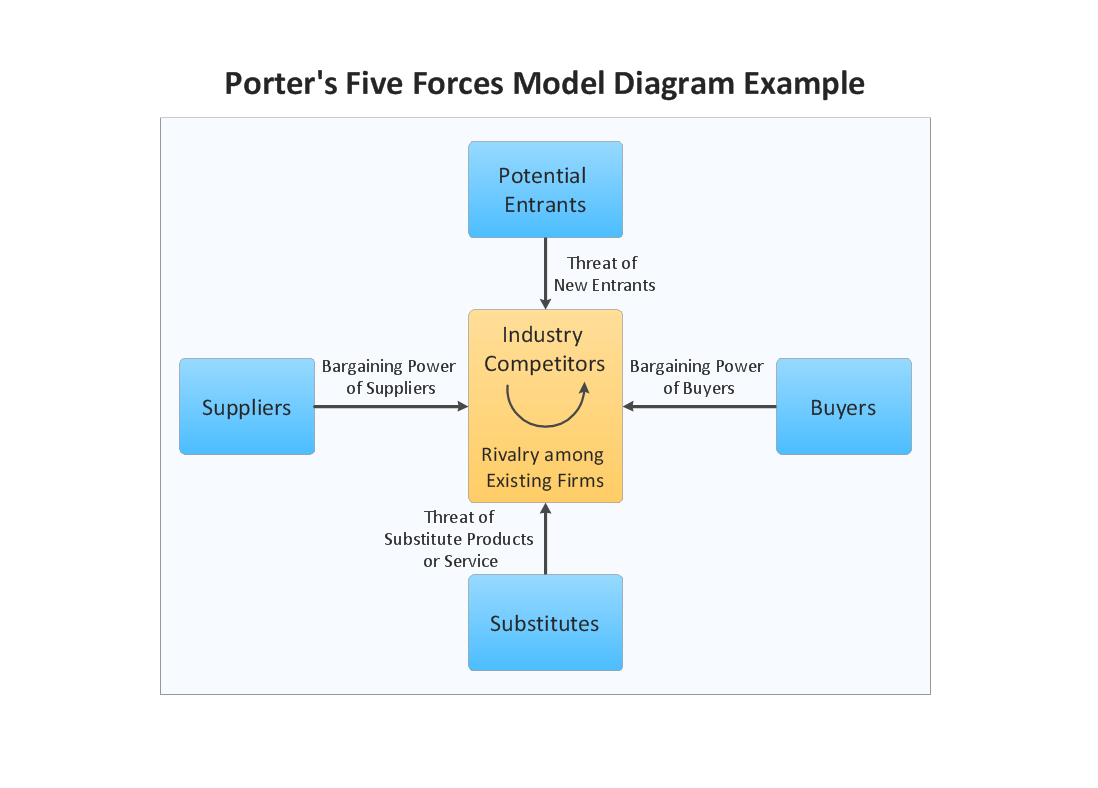 Porter's Five Forces Model Diagram Example
Potential
Entrants
Threat of
New Entrants
Industry
Competitors
Rivalry among
Existing Firms
Suppliers
Bargaining Power
of Suppliers
Bargaining Power
of Buyers
Buyers
Threat of
Substitute Products
or Service
Substitutes